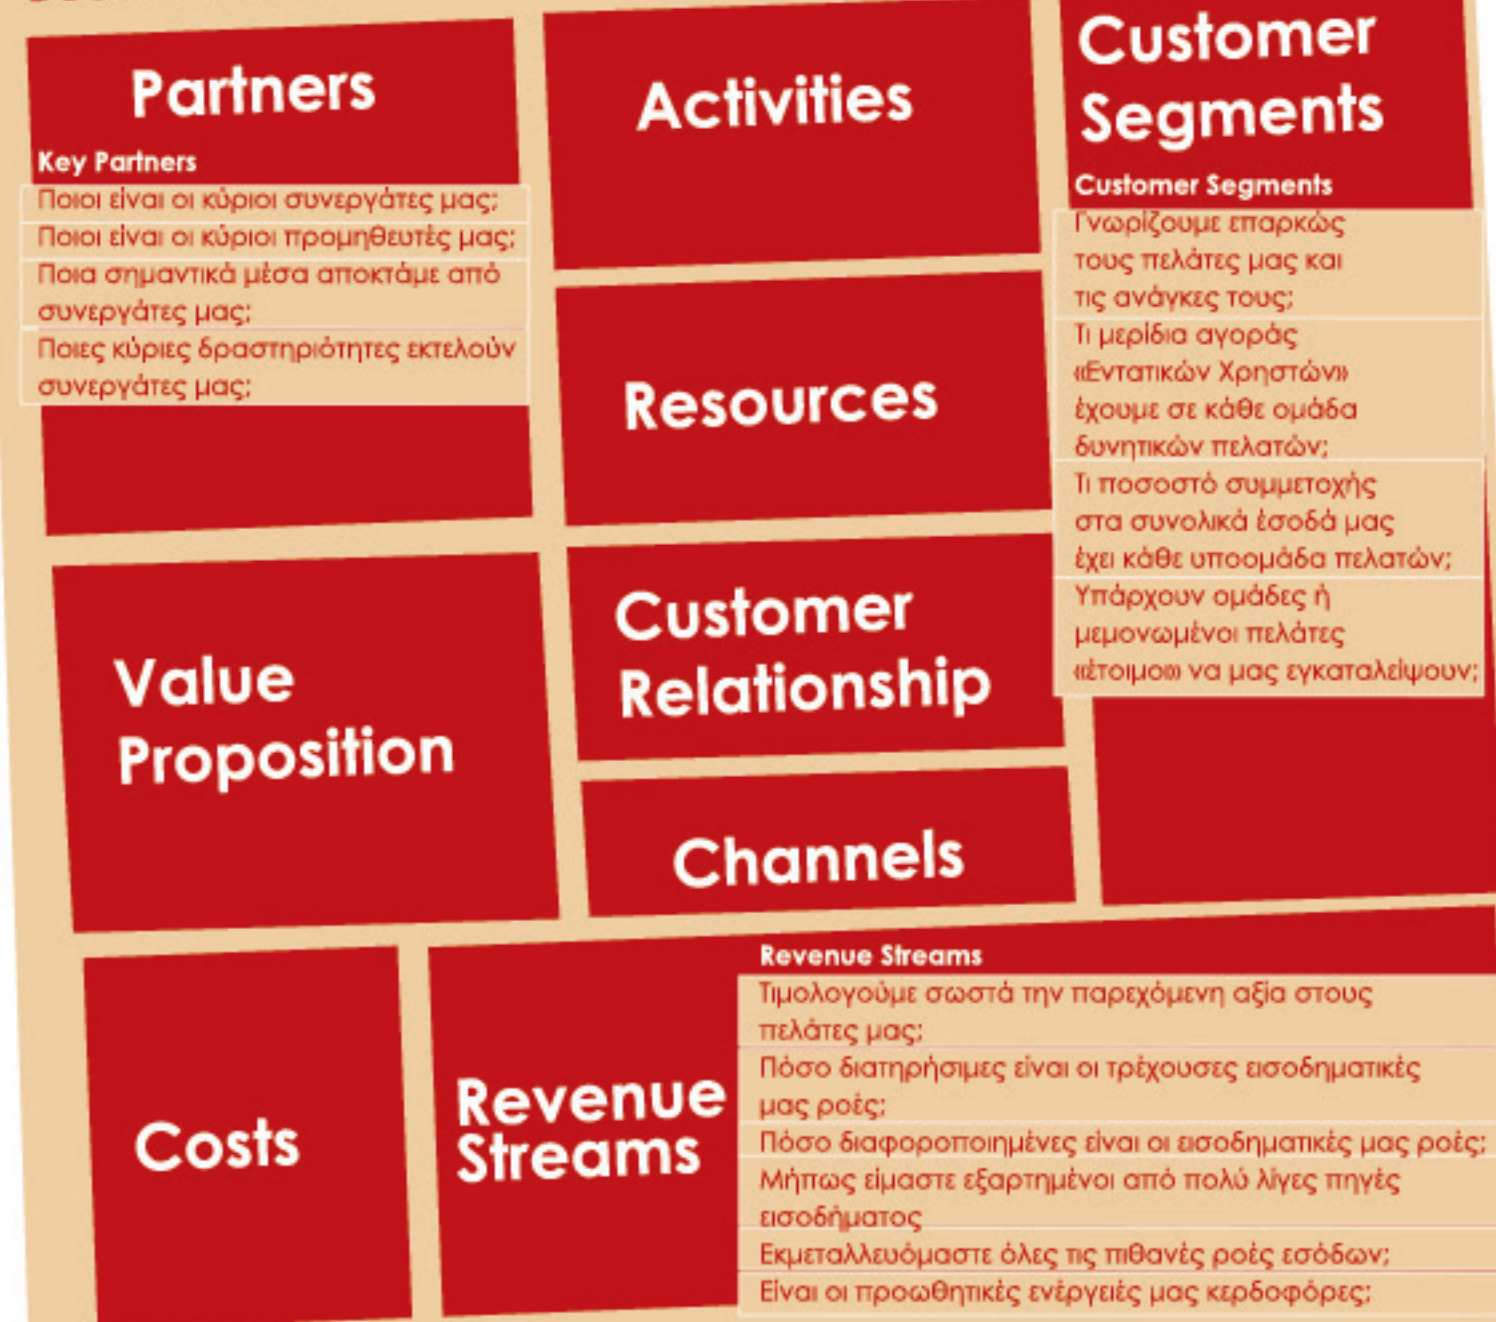 Partners
Key Partners
Ποιοι είναι οι κύριοι συνεργάτες μας;
Ποιοι είναι οι κύριοι προμηθευτές μας;
Ποια σημαντικά μέσα αποκτάμε από
συνεργάτες μας;
Ποιες κύριες δραστηριότητες εκτελούν
συνεργάτες μας;
Activities
Resources
Customer
Segments
Customer Segments
Γνωρίζουμε επαρκώς
τους πελάτες μας και
τις ανάγκες τους;
Τι μερίδια αγοράς
«Εντατικών Χρηστών»
έχουμε σε κάθε ομάδα
δυνητικών πελατών;
Τι ποσοστό συμμετοχής
στα συνολικά έσοδά μας
έχει κάθε υποομάδα πελατών;
Υπάρχουν ομάδες ή
μεμονωμένοι πελάτες
«έτοιμοι» να μας εγκαταλείψουν;
Value
Proposition
Customer
Relationship
Channels
Costs
Revenue
Streams
Revenue Streams
Τιμολογούμε σωστά την παρεχόμενη αξία στους
πελάτες μας;
Πόσο διατηρήσιμες είναι οι τρέχουσες εισοδηματικές
μας ροές;
Πόσο διαφοροποιημένες είναι οι εισοδηματικές μας ροές;
Μήπως είμαστε εξαρτημένοι από πολύ λίγες πηγές
εισοδήματος
Εκμεταλλευόμαστε όλες τις πιθανές ροές εσόδων;
Είναι οι προωθητικές ενέργειές μας κερδοφόρες;